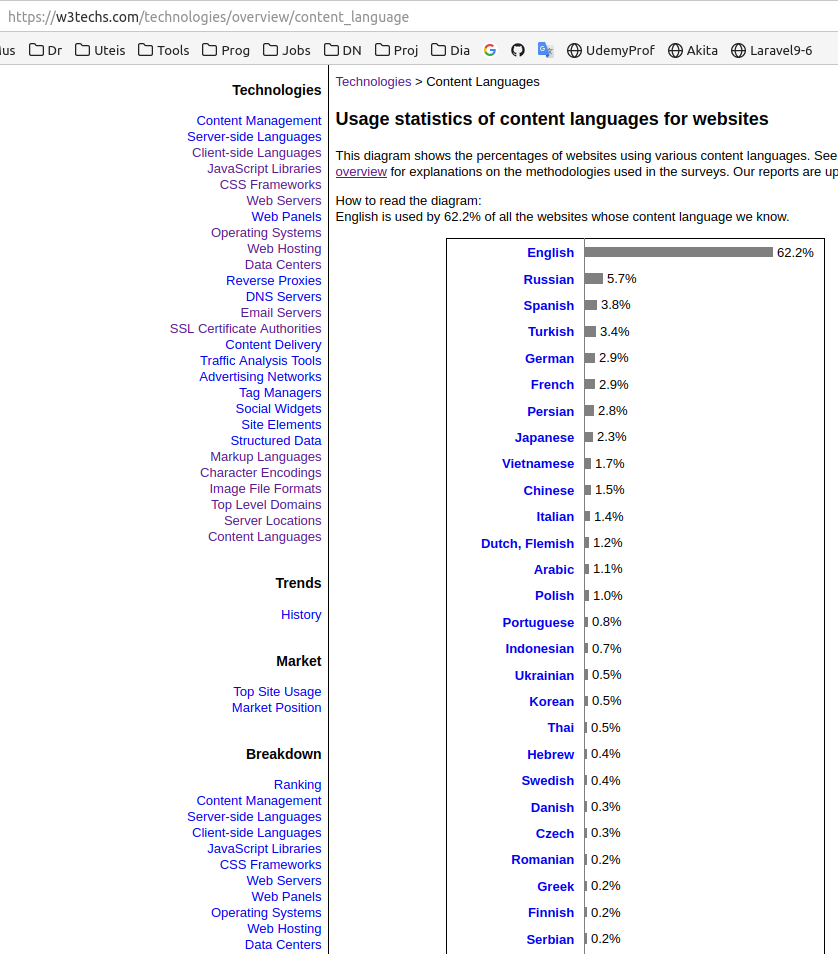 https://w3techs.com/technologies/overview/content_language
Dr Uteis Tools Prog Jobs DN Proj Dia UdemyProf Akita Laravel9-6
Technologies
Content Management
Server-side Languages
Client-side Languages
JavaScript Libraries
CSS Frameworks
Web Servers
Web Panels
Operating Systems
Web Hosting
Data Centers
Reverse Proxies
DNS Servers
Email Servers
SSL Certificate Authorities
Content Delivery
Traffic Analysis Tools
Advertising Networks
Tag Managers
Social Widgets
Site Elements
Structured Data
Markup Languages
Character Encodings
Image File Formats
Top Level Domains
Server Locations
Content Languages
Trends
History
Market
Top Site Usage
Market Position
Breakdown
Ranking
Content Management
Server-side Languages
Client-side Languages
JavaScript Libraries
CSS Frameworks
Web Servers
Web Panels
Operating Systems
Web Hosting
Data Centers
Technologies > Content Languages
Usage statistics of content languages for websites
This diagram shows the percentages of websites using various content languages. See
overview for explanations on the methodologies used in the surveys. Our reports are up
How to read the diagram:
English is used by 62.2% of all the websites whose content language we know.
English 62.2%
Russian 5.7%
Spanish 3.8%
Turkish 3.4%
German 2.9%
French 2.9%
Persian 2.8%
Japanese 2.3%
Vietnamese 1.7%
Chinese 1.5%
Italian 1.4%
Dutch, Flemish 1.2%
Arabic 1.1%
Polish 1.0%
Portuguese 0.8%
Indonesian 0.7%
Ukrainian 0.5%
Korean 0.5%
Thai 0.5%
Hebrew 0.4%
Swedish 0.4%
Danish 0.3%
Czech 0.3%
Romanian 0.2%
Greek 0.2%
Finnish 0.2%
Serbian 0.2%